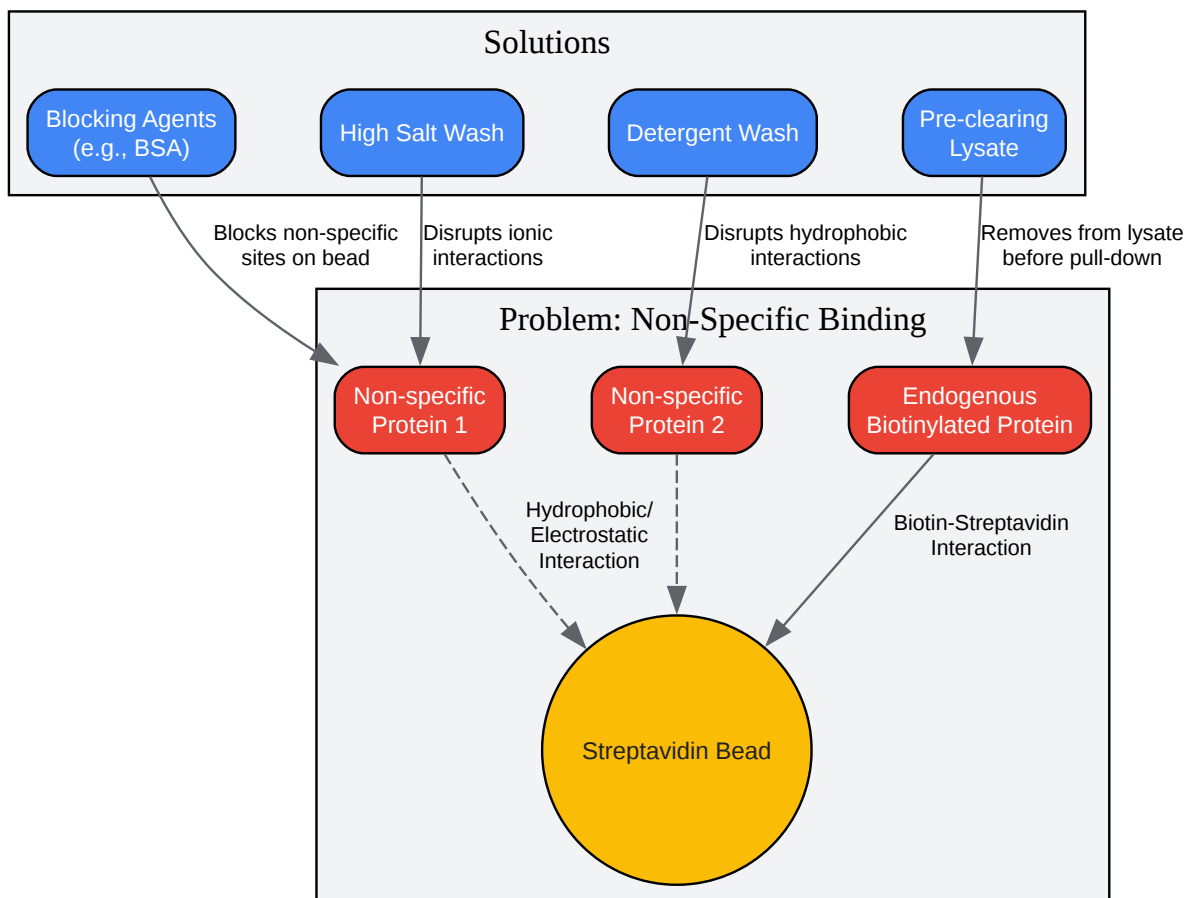 Solutions
Blocking Agents
(e.g., BSA)
High Salt Wash
Detergent Wash
Pre-clearing
Lysate
Blocks non-specific
sites on bead
Disrupts ionic
interactions
Disrupts hydrophobic
interactions
Removes from lysate
before pull-down
Problem: Non-Specific Binding
Non-specific
Protein 1
Non-specific
Protein 2
Endogenous
Biotinylated Protein
Hydrophobic/
Electrostatic
Interaction
Biotin-Streptavidin
Interaction
Streptavidin Bead